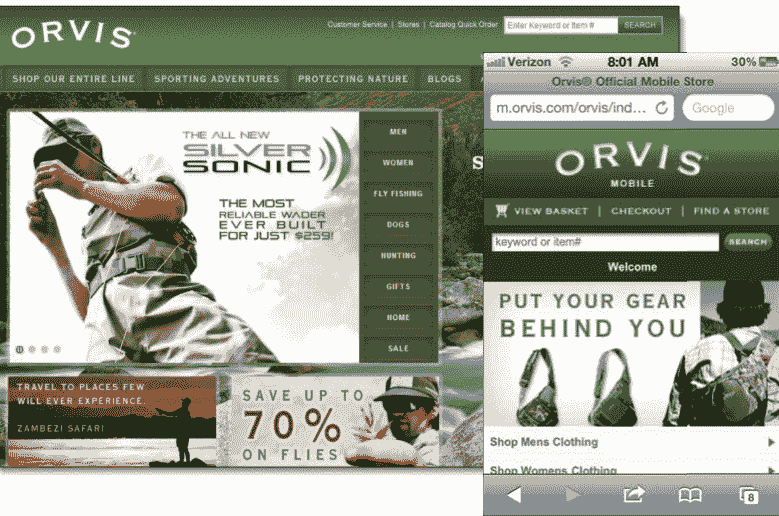 ORVIS
Customer Service | Stores | Catalog Quick Order
Enter Keyword or Item #
SEARCH
SHOP OUR ENTIRE LINE
SPORTING ADVENTURES
PROTECTING NATURE
BLOGS
THE ALL NEW
SILVER
SONIC
THE MOST
RELIABLE WADER
EVER BUILT
FOR JUST $259!
MEN
WOMEN
FLY FISHING
DOGS
HUNTING
GIFTS
HOME
SALE
TRAVEL TO PLACES FEW
WILL EVER EXPERIENCE.
ZAMBEZI SAFARI
SAVE UP TO
70%
ON FLIES
Verizon
8:01 AM
30%
Orvis® Official Mobile Store
m.orvis.com/orvis/ind...
Google
ORVIS
MOBILE
VIEW BASKET | CHECKOUT | FIND A STORE
keyword or item#
SEARCH
Welcome
PUT YOUR GEAR
BEHIND YOU
Shop Mens Clothing
Shop Womens Clothing
8